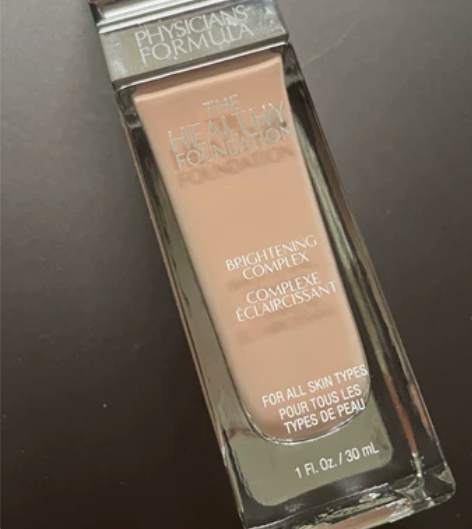 PHYSICIANS
FORMULA
THE
HEALTHY
FOUNDATION
BRIGHTENING
COMPLEX
COMPLEXE
ÉCLAIRCISSANT
FOR ALL SKIN TYPES
POUR TOUS LES
TYPES DE PEAU
1 Fl. Oz. / 30 mL